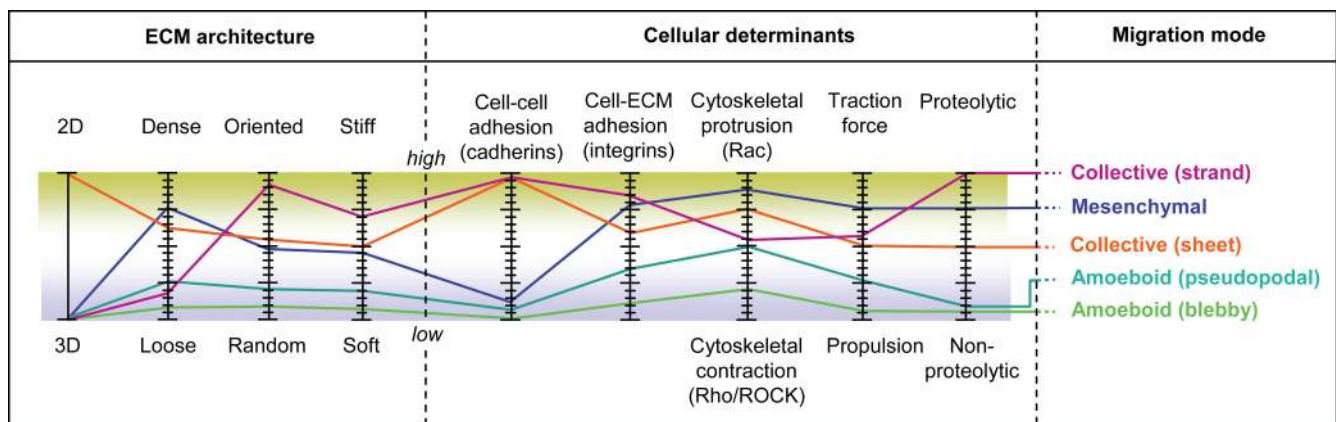 ECM architecture
Cellular determinants
Migration mode
2D
Dense
Oriented
Stiff
high
Cell-cell
adhesion
(cadherins)
Cell-ECM
adhesion
(integrins)
Cytoskeletal
protrusion
(Rac)
Traction
force
Proteolytic
Collective (strand)
Mesenchymal
Collective (sheet)
Amoeboid (pseudopodal)
Amoeboid (blebby)
3D
Loose
Random
Soft
low
Cytoskeletal
contraction
(Rho/ROCK)
Propulsion
Non-
proteolytic